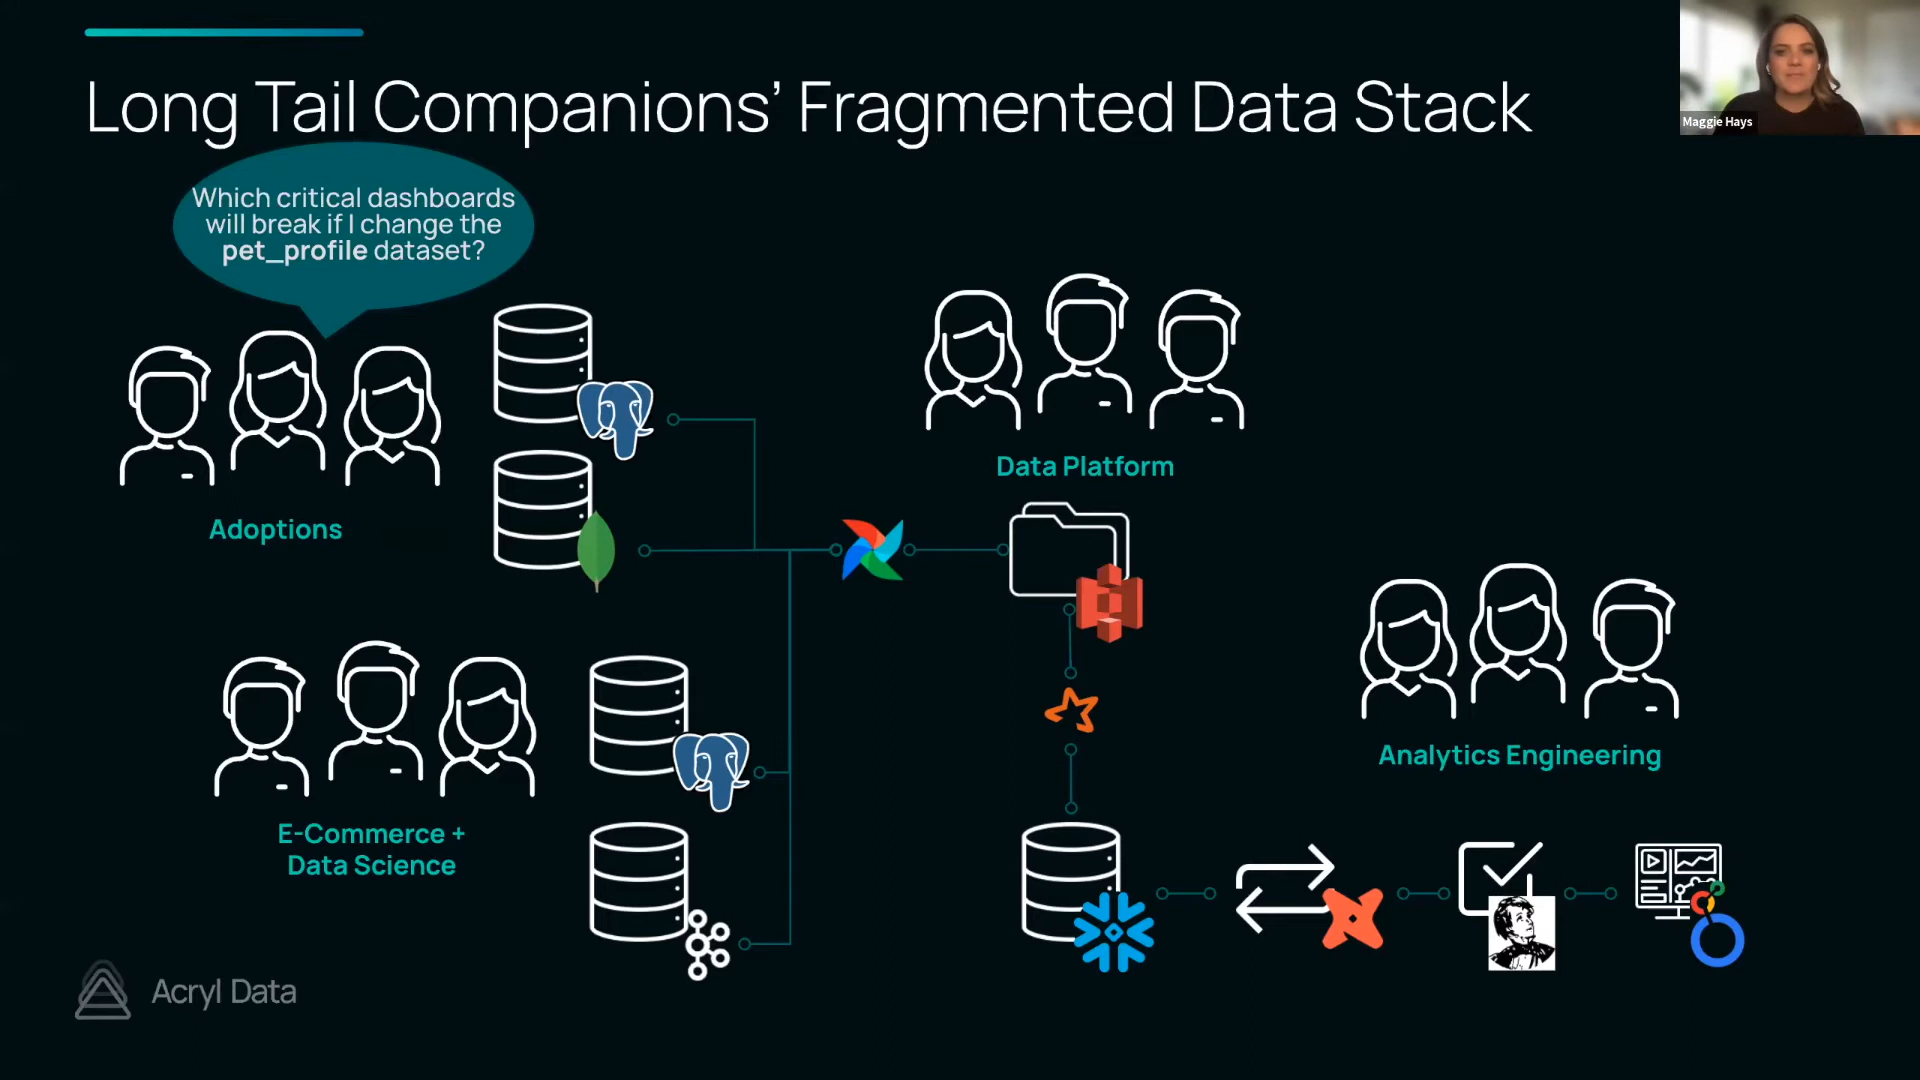 Long Tail Companions’ Fragmented Data Stack
Maggie Hays
Which critical dashboards
will break if I change the
pet_profile dataset?
Adoptions
Data Platform
E-Commerce +
Data Science
Analytics Engineering
Acryl Data